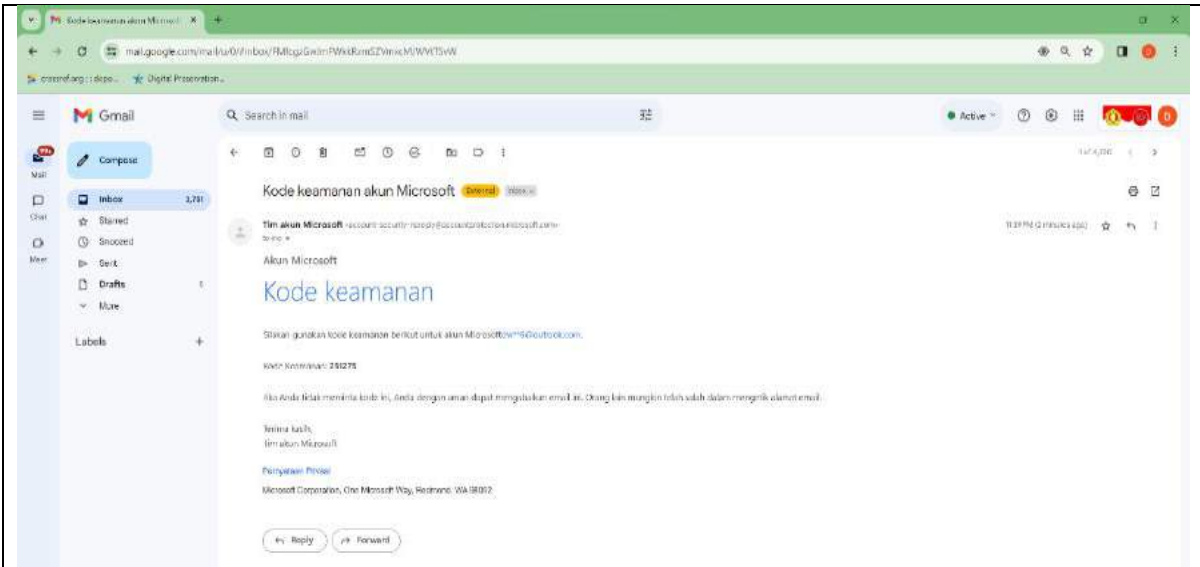 Kode keamanan akun Microsoft
mail.google.com/mail/u/0/#inbox/
Digital Preservation...
Gmail
Search in mail
Active
Compose
Mail
Chat
Meet
Inbox 3,781
Starred
Snoozed
Sent
Drafts
More
Labels
Kode keamanan akun Microsoft External Inbox
Tim akun Microsoft
to me
(2 minutes ago)
Akun Microsoft
Kode keamanan
Silakan gunakan kode keamanan berikut untuk akun Microsoft
Kode Keamanan:
Jika Anda tidak meminta kode ini, Anda dengan aman dapat mengabaikan email ini. Orang lain mungkin telah salah dalam mengetik alamat email.
Terima kasih,
Tim akun Microsoft
Pernyataan Privasi
Microsoft Corporation, One Microsoft Way, Redmond, WA 98052
Reply
Forward